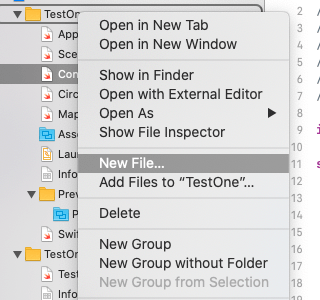 TestOn
Open in New Tab
App
Open in New Window
Sce
Con
Show in Finder
Circ
Open with External Editor
Map
Open As
Asse
Show File Inspector
Laun
New File...
Info
Add Files to “TestOne”...
Prev
Delete
P
Swif
New Group
TestOn
New Group without Folder
Test
New Group from Selection
Info
2
3
4
5
6
7
8
9
10
11
12
13
14
15
16
17
18